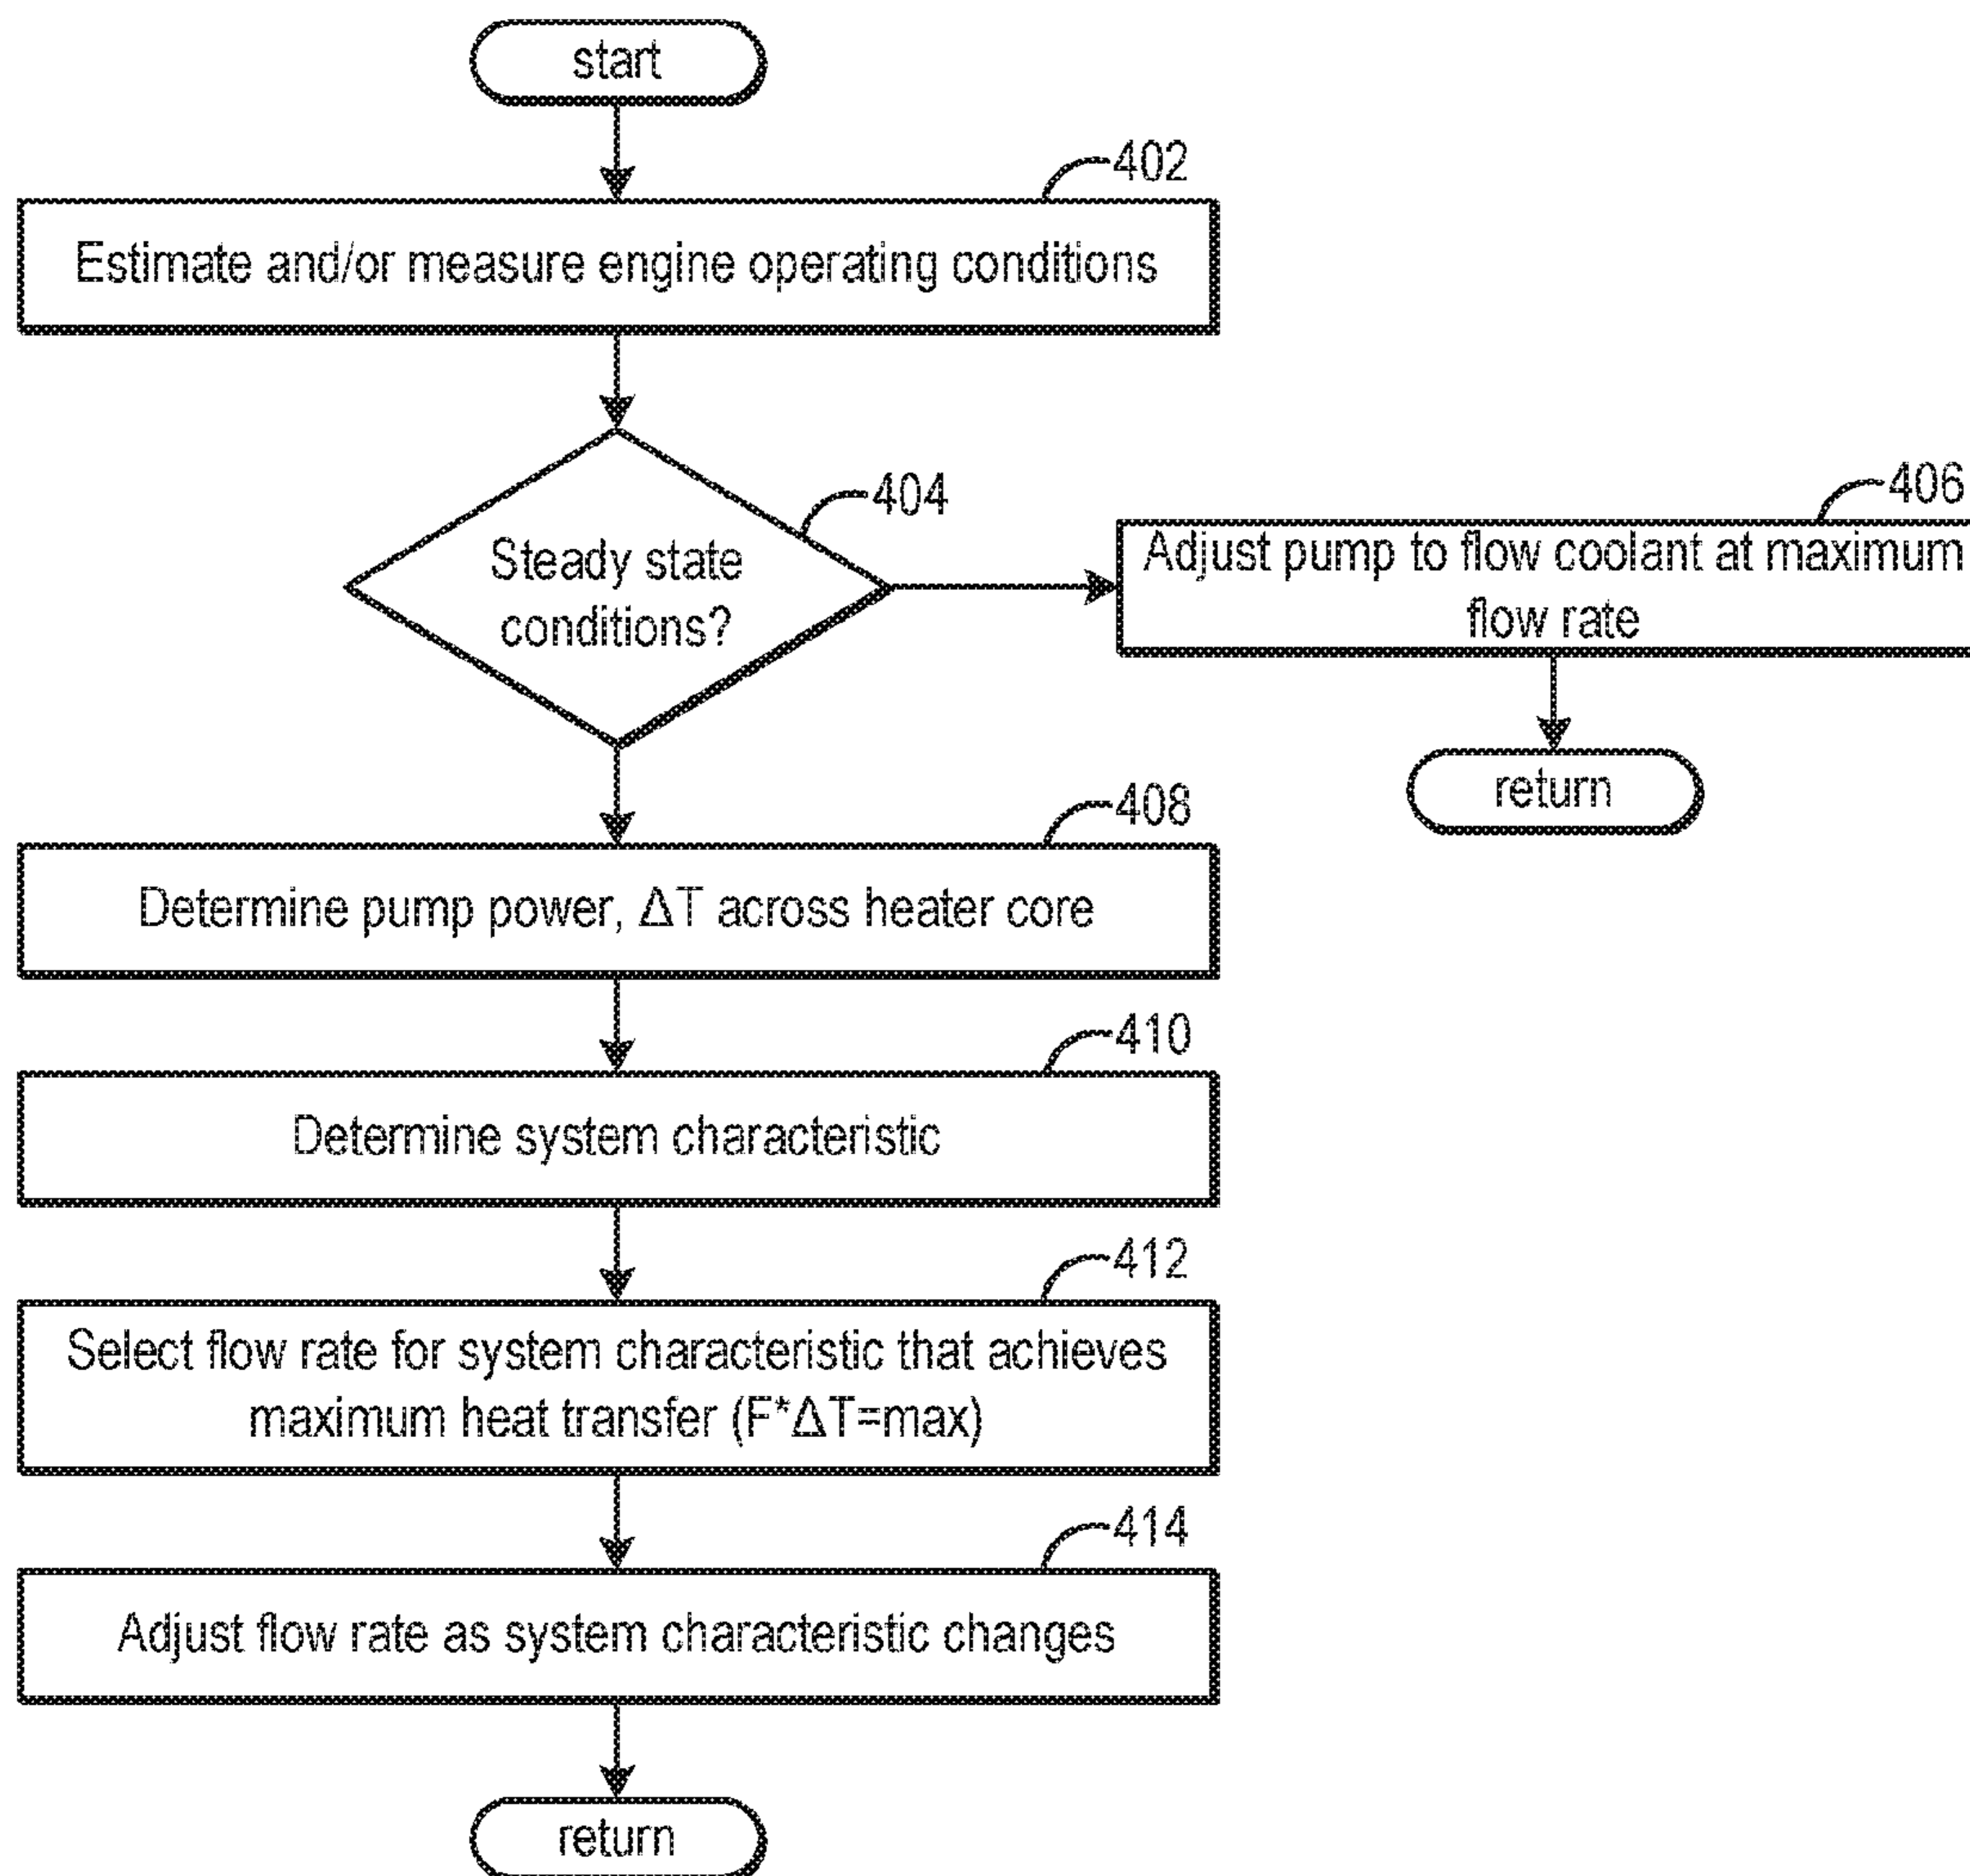 start
402
Estimate and/or measure engine operating conditions
404
Steady state
conditions?
406
Adjust pump to flow coolant at maximum
flow rate
return
408
Determine pump power, ΔT across heater core
410
Determine system characteristic
412
Select flow rate for system characteristic that achieves
maximum heat transfer (F*ΔT=max)
414
Adjust flow rate as system characteristic changes
return